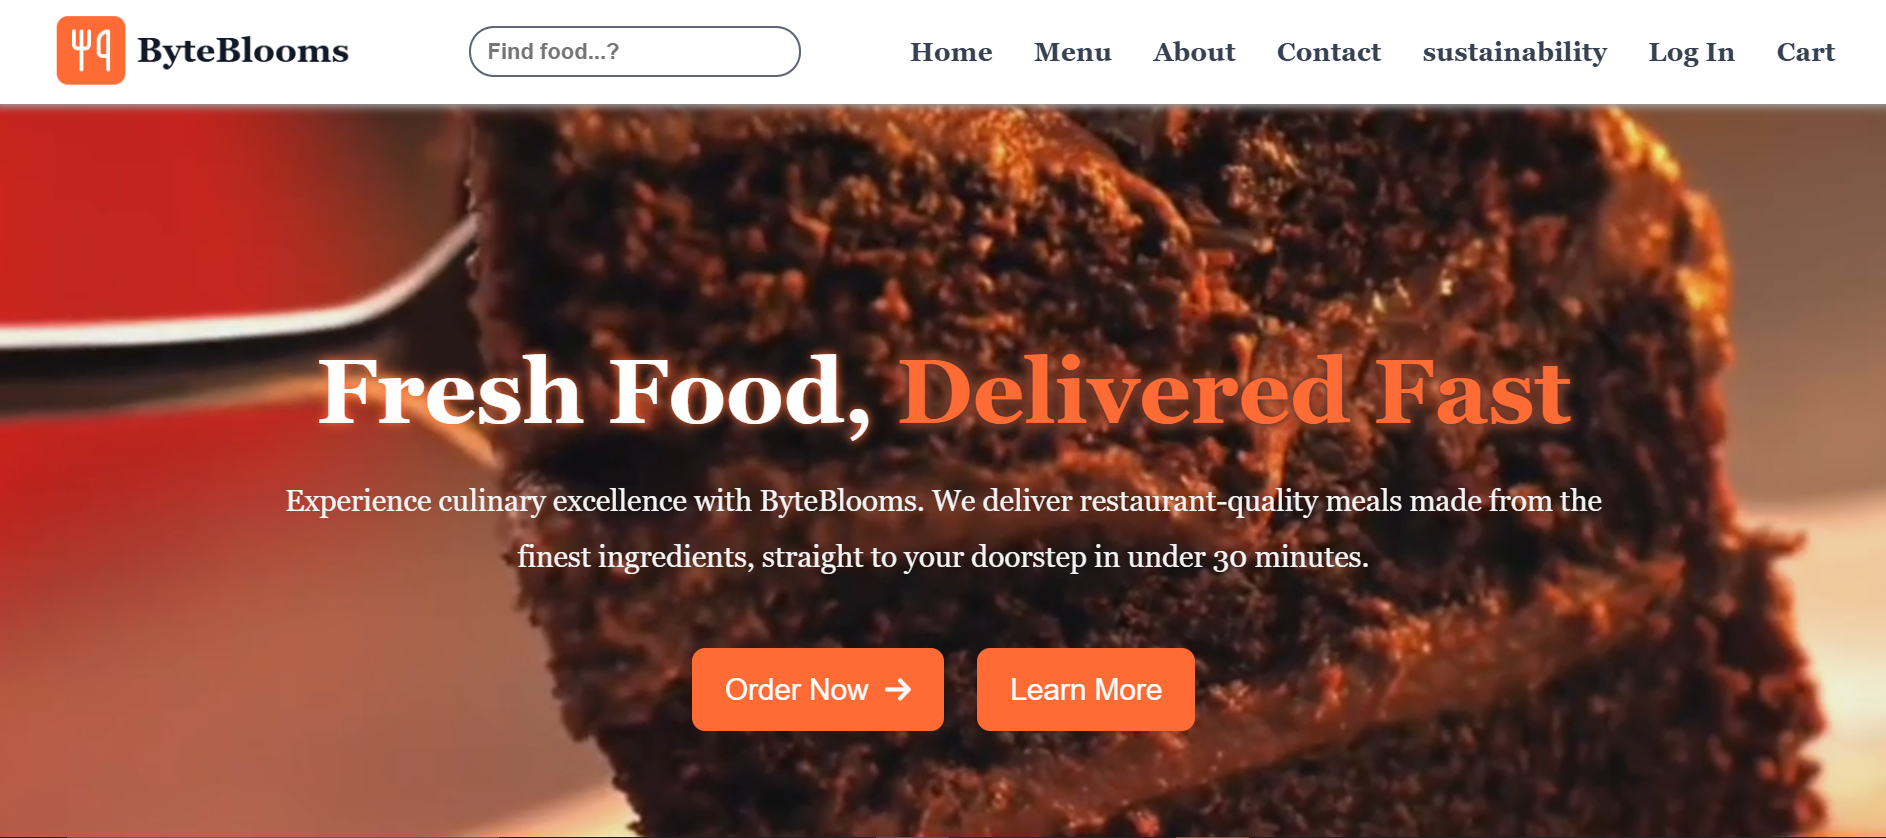 ByteBlooms
Find food...?
Home Menu About Contact sustainability Log In Cart
Fresh Food, Delivered Fast
Experience culinary excellence with ByteBlooms. We deliver restaurant-quality meals made from the
finest ingredients, straight to your doorstep in under 30 minutes.
Order Now →
Learn More